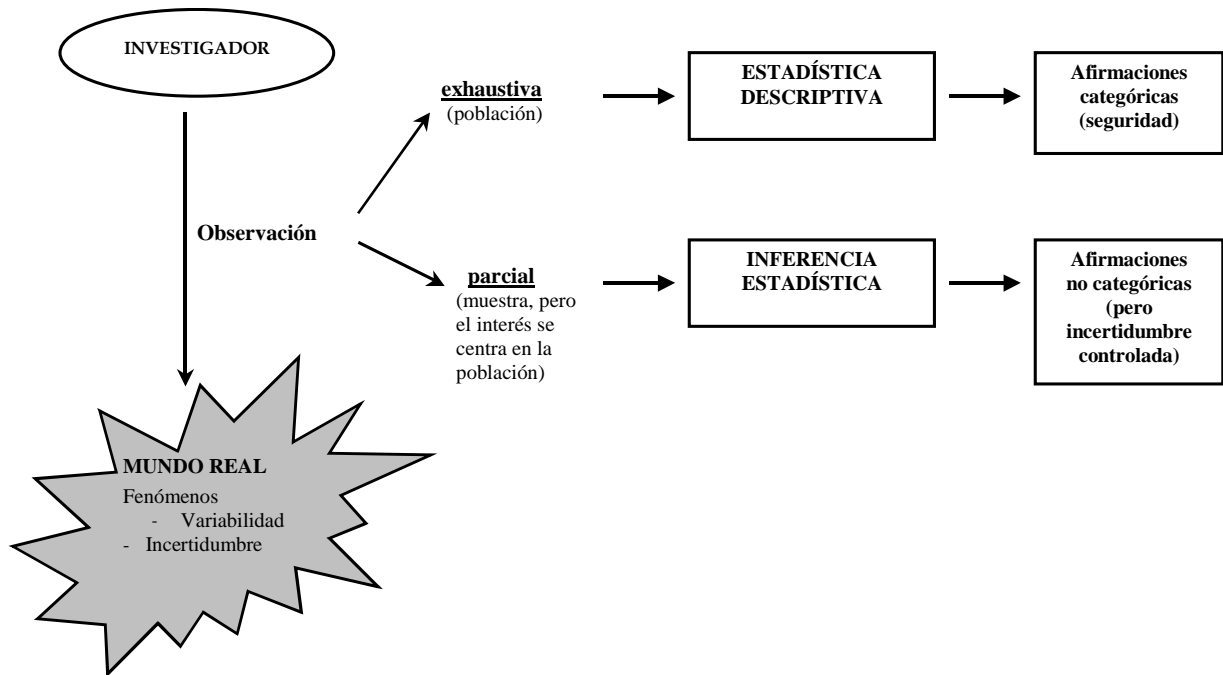 INVESTIGADOR
exhaustiva
(población)
ESTADÍSTICA
DESCRIPTIVA
Afirmaciones
categóricas
(seguridad)
Observación
parcial
(muestra, pero
el interés se
centra en la
población)
INFERENCIA
ESTADÍSTICA
Afirmaciones
no categóricas
(pero
incertidumbre
controlada)
MUNDO REAL
Fenómenos
- Variabilidad
- Incertidumbre